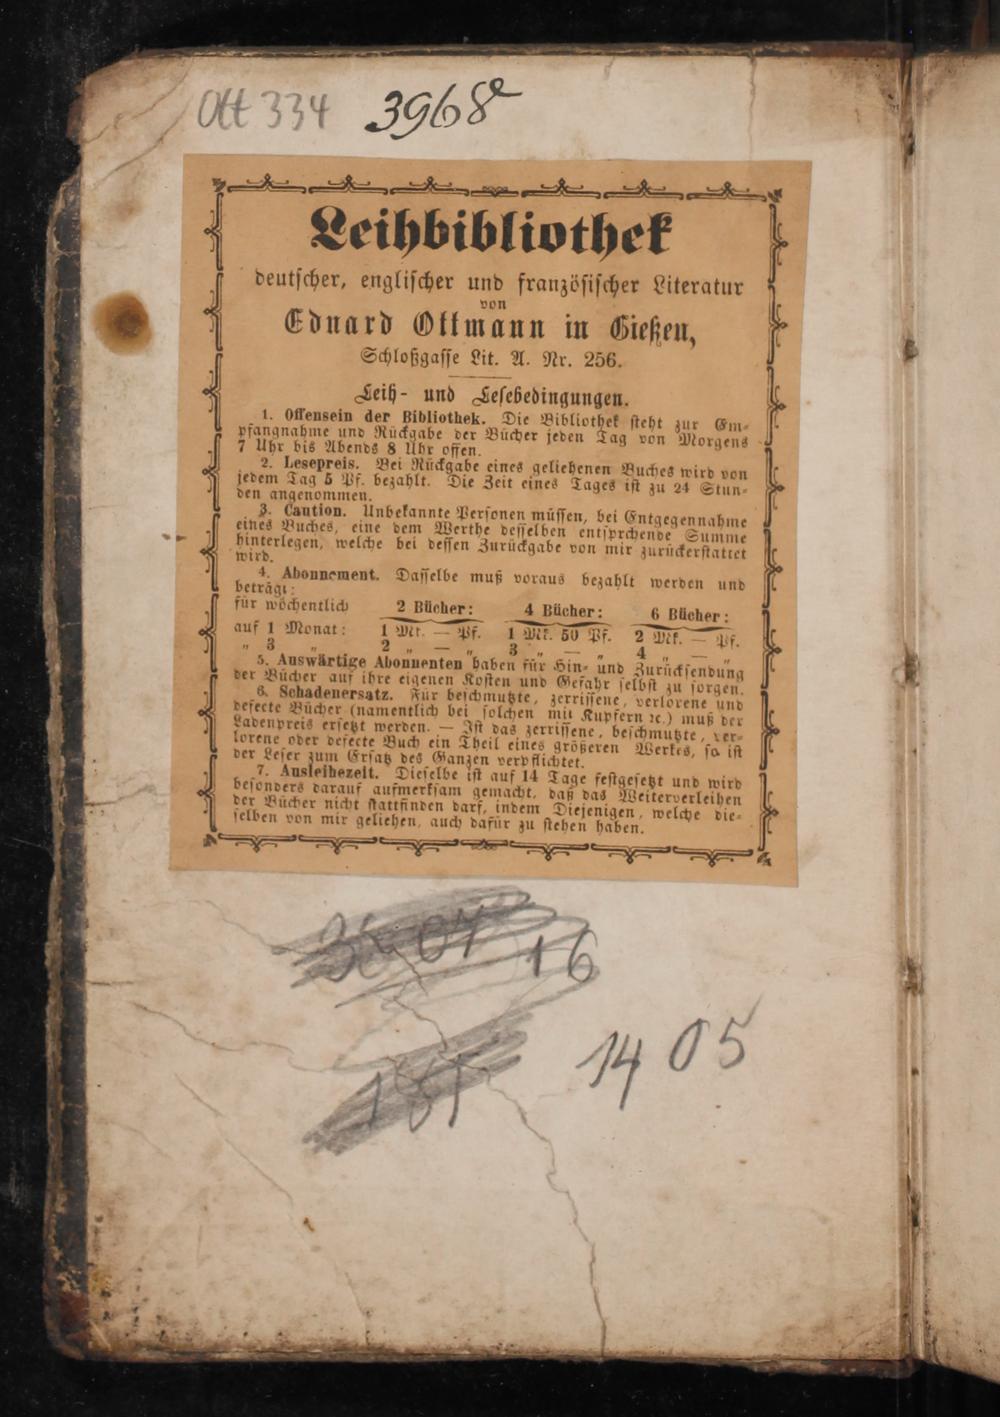 Ott 334 3968
Leihbibliothek
deutscher, englischer und französischer Literatur
von
Eduard Ottmann in Gießen,
Schloßgasse Lit. A. Nr. 256.
Leih- und Lesebedingungen.
1. Offensein der Bibliothek. Die Bibliothek steht zur Em-
pfangnahme und Rückgabe der Bücher jeden Tag von Morgens
7 Uhr bis Abends 8 Uhr offen.
2. Lesepreis. Bei Rückgabe eines geliehenen Buches wird von
jedem Tag 5 Pf. bezahlt. Die Zeit eines Tages ist zu 24 Stun-
den angenommen.
3. Caution. Unbekannte Personen müssen, bei Entgegennahme
eines Buches, eine dem Werthe desselben entsprchende Summe
hinterlegen, welche bei dessen Zurückgabe von mir zurückerstattet
wird.
4. Abonnement. Dasselbe muß voraus bezahlt werden und
beträgt:
für wöchentlich 2 Bücher: 4 Bücher: 6 Bücher:
auf 1 Monat: 1 Mk. — Pf. 1 Mk. 50 Pf. 2 Mk. — Pf.
„ 3 „ 2 „ — „ 3 „ — „ 4 „ — „
5. Auswärtige Abonnenten haben für Hin- und Zurücksendung
der Bücher auf ihre eigenen Kosten und Gefahr selbst zu sorgen.
6. Schadenersatz. Für beschmutzte, zerrissene, verlorene und
defecte Bücher (namentlich bei solchen mit Kupfern ꝛc.) muß der
Ladenpreis ersetzt werden. — Ist das zerrissene, beschmutzte, ver-
lorene oder defecte Buch ein Theil eines größeren Werkes, so ist
der Leser zum Ersatz des Ganzen verpflichtet.
7. Ausleihezeit. Dieselbe ist auf 14 Tage festgesetzt und wird
besonders darauf aufmerksam gemacht, daß das Weiterverleihen
der Bücher nicht stattfinden darf, indem Diejenigen, welche die-
selben von mir geliehen, auch dafür zu stehen haben.
16
1405